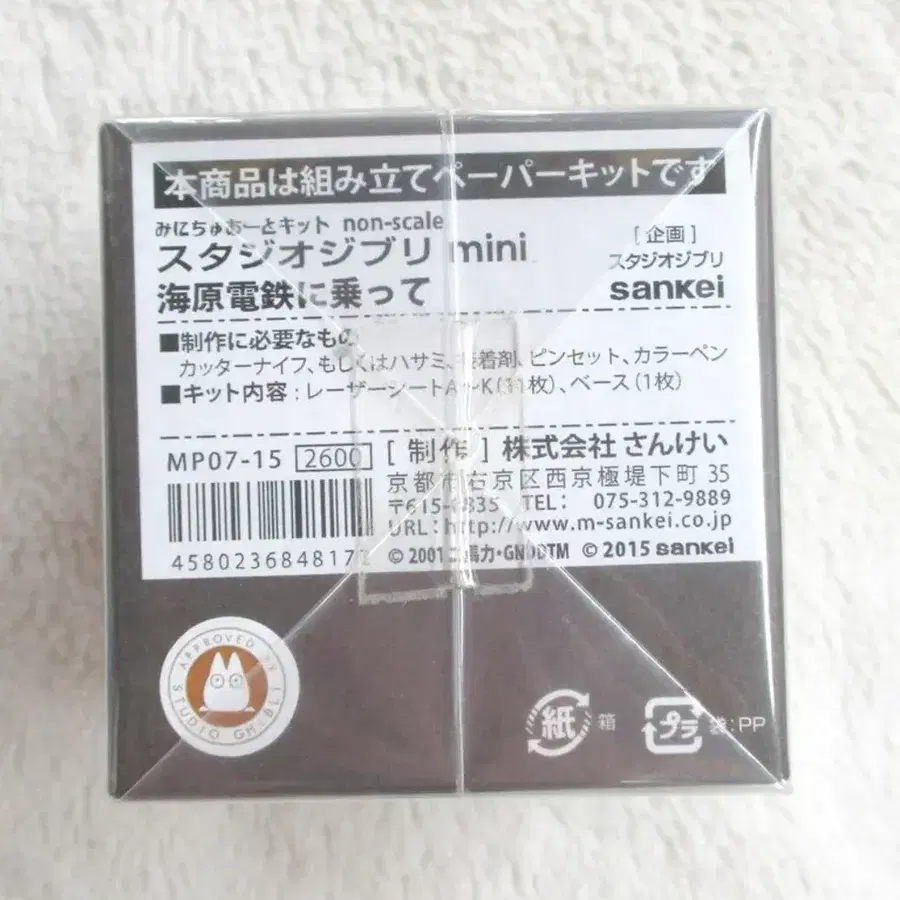 本商品は組み立てペーパーキットです
みにちゅあーとキット non-scale
スタジオジブリ mini
海原電鉄に乗って
[企画]
スタジオジブリ
sankei
■制作に必要なもの
カッターナイフ、もしくはハサミ、接着剤、ピンセット、カラーペン
■キット内容：レーザーシートA〜K(11枚)、ベース(1枚)
MP07-15 2600
[制作] 株式会社 さんけい
京都市右京区西京極堤下町 35
〒615-0835 TEL: 075-312-9889
URL: http://www.m-sankei.co.jp
© 2001 二馬力・GNDDTM © 2015 sankei
APPROVED by STUDIO GHIBLI
紙 箱
プラ 袋:PP